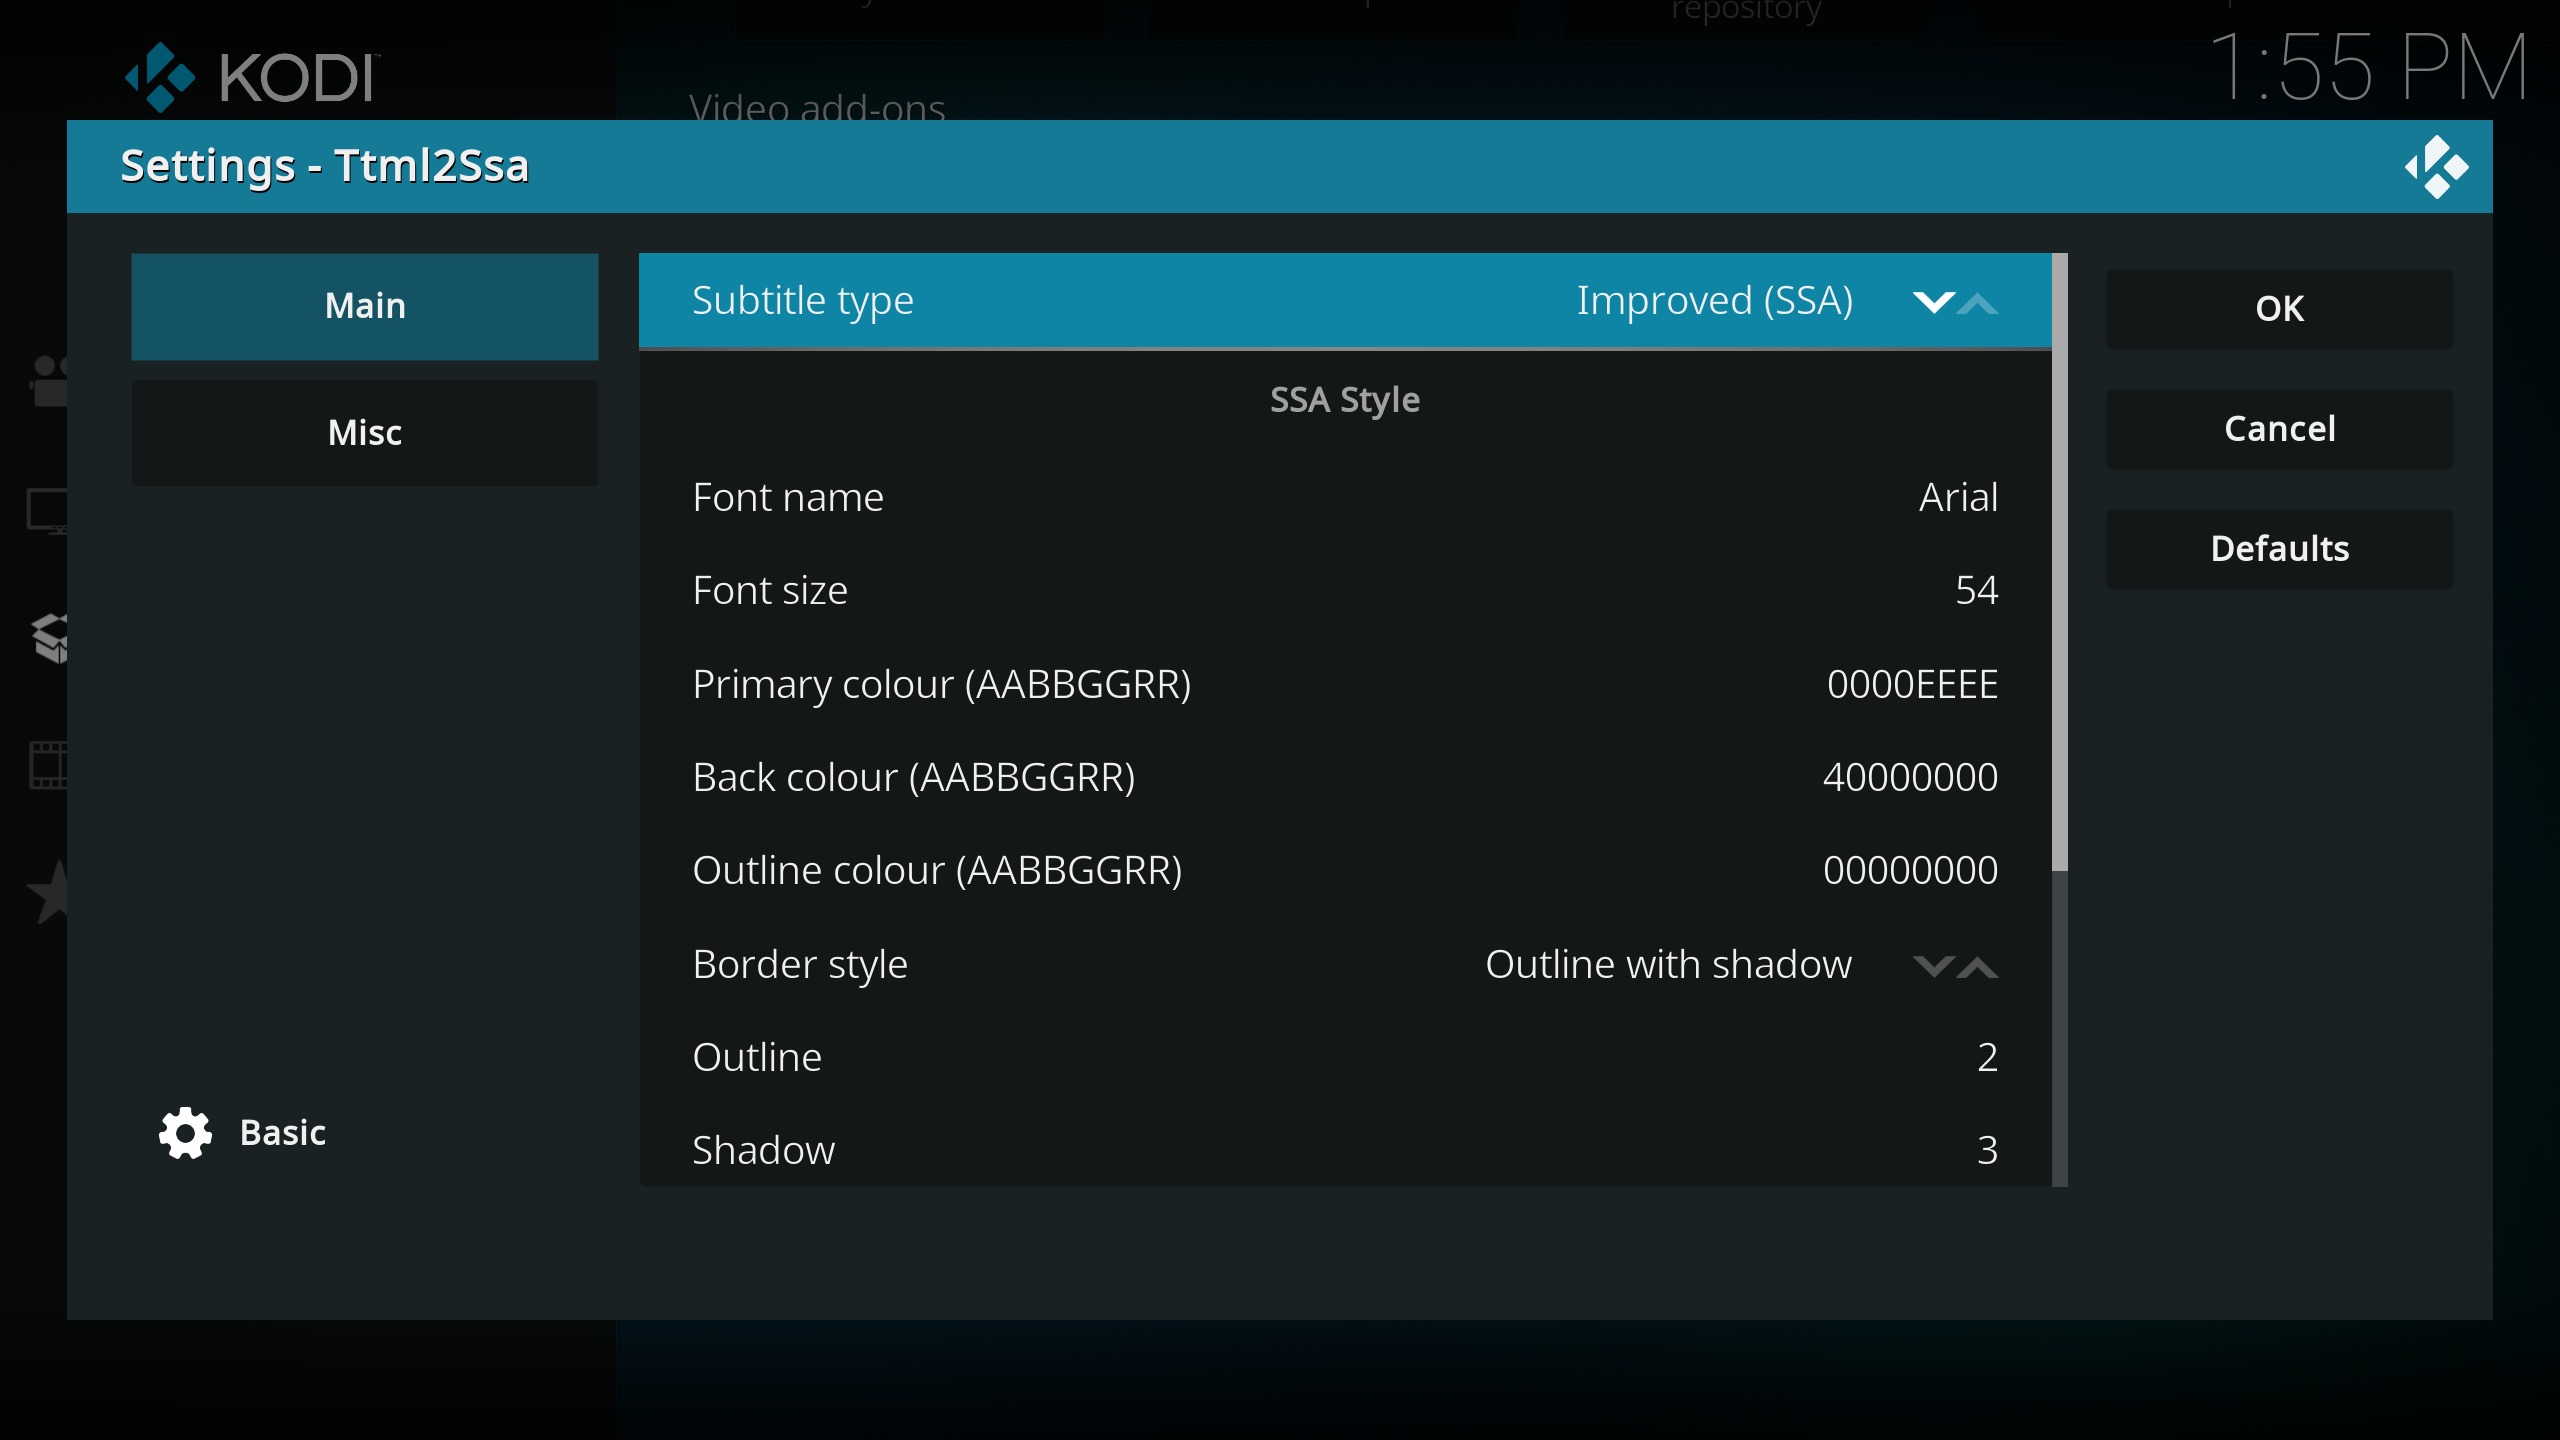 repository
KODI
1:55 PM
Video add-ons
Settings - Ttml2Ssa
Main
Misc
Basic
Subtitle type Improved (SSA)
SSA Style
Font name Arial
Font size 54
Primary colour (AABBGGRR) 0000EEEE
Back colour (AABBGGRR) 40000000
Outline colour (AABBGGRR) 00000000
Border style Outline with shadow
Outline 2
Shadow 3
OK
Cancel
Defaults